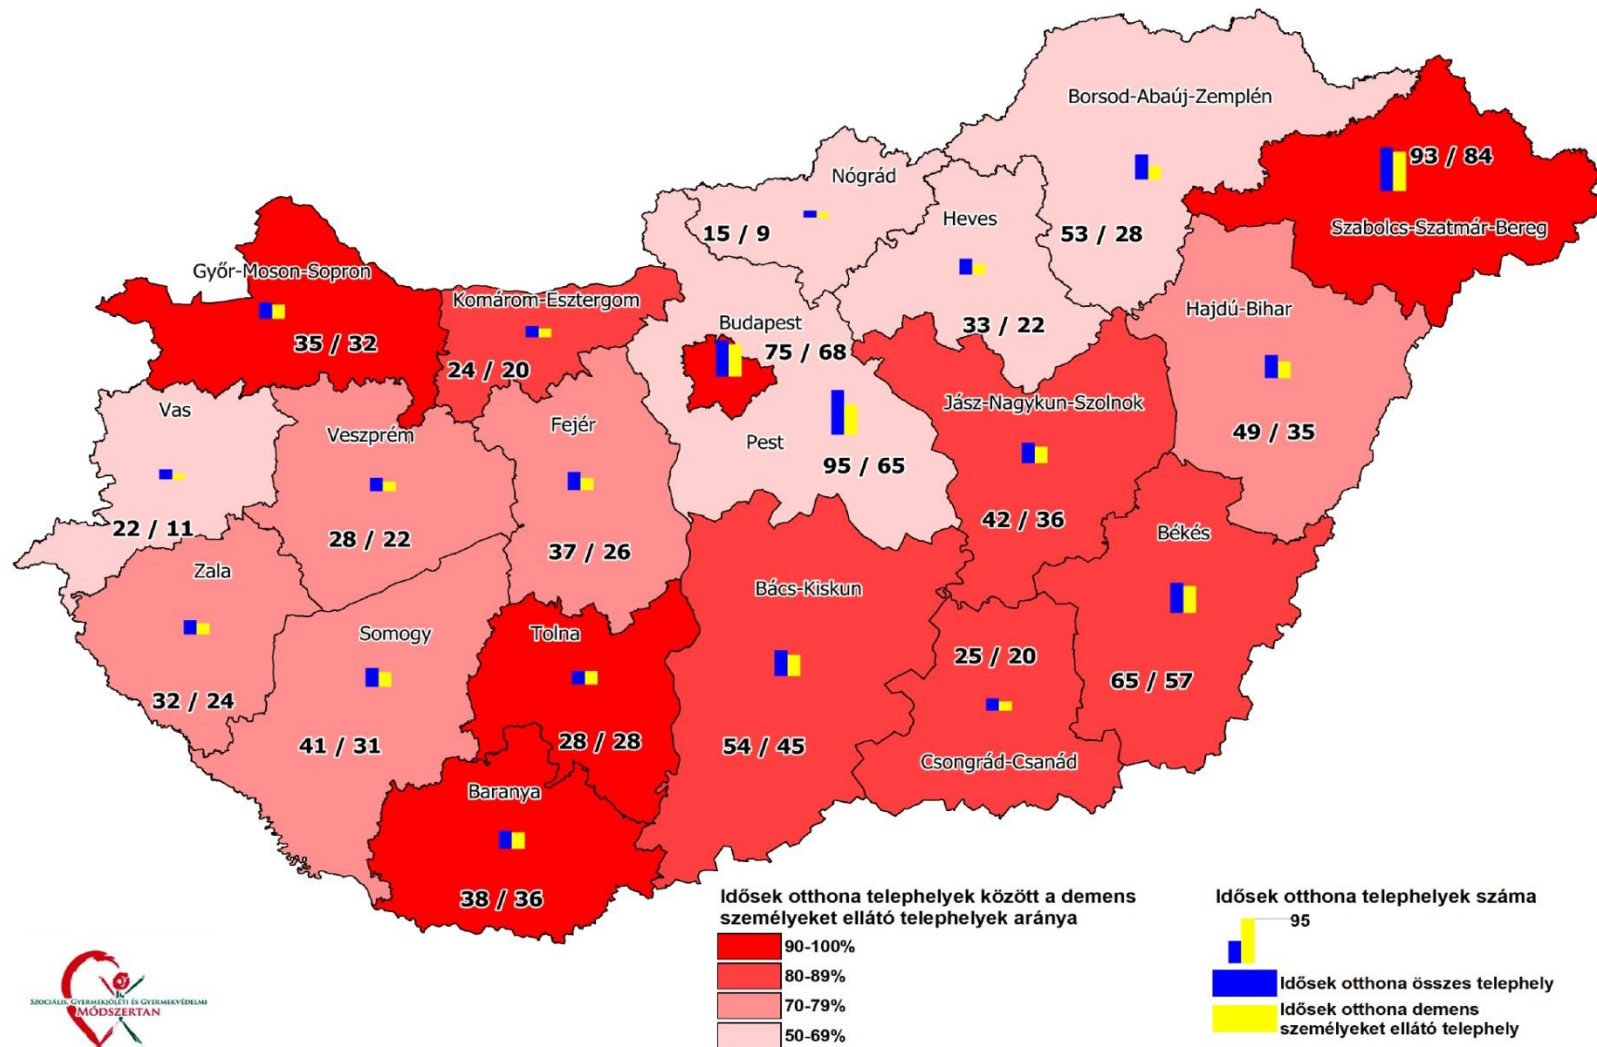 Borsod-Abaúj-Zemplén
93 / 84
Nógrád
Heves
15 / 9
53 / 28
Szabolcs-Szatmár-Bereg
Győr-Moson-Sopron
Komárom-Esztergom
Hajdú-Bihar
Budapest
33 / 22
35 / 32
75 / 68
24 / 20
Vas
Veszprém
Fejér
Jász-Nagykun-Szolnok
Pest
49 / 35
95 / 65
22 / 11
28 / 22
37 / 26
42 / 36
Békés
Zala
Bács-Kiskun
Somogy
Tolna
25 / 20
65 / 57
32 / 24
41 / 31
28 / 28
54 / 45
Csongrád-Csanád
Baranya
38 / 36
Idősek otthona telephelyek között a demens
személyeket ellátó telephelyek aránya
90-100%
80-89%
70-79%
50-69%
Idősek otthona telephelyek száma
95
Idősek otthona összes telephely
Idősek otthona demens
személyeket ellátó telephely
SZOCIÁLIS, GYERMEKJÓLÉTI ÉS GYERMEKVÉDELMI
MÓDSZERTAN